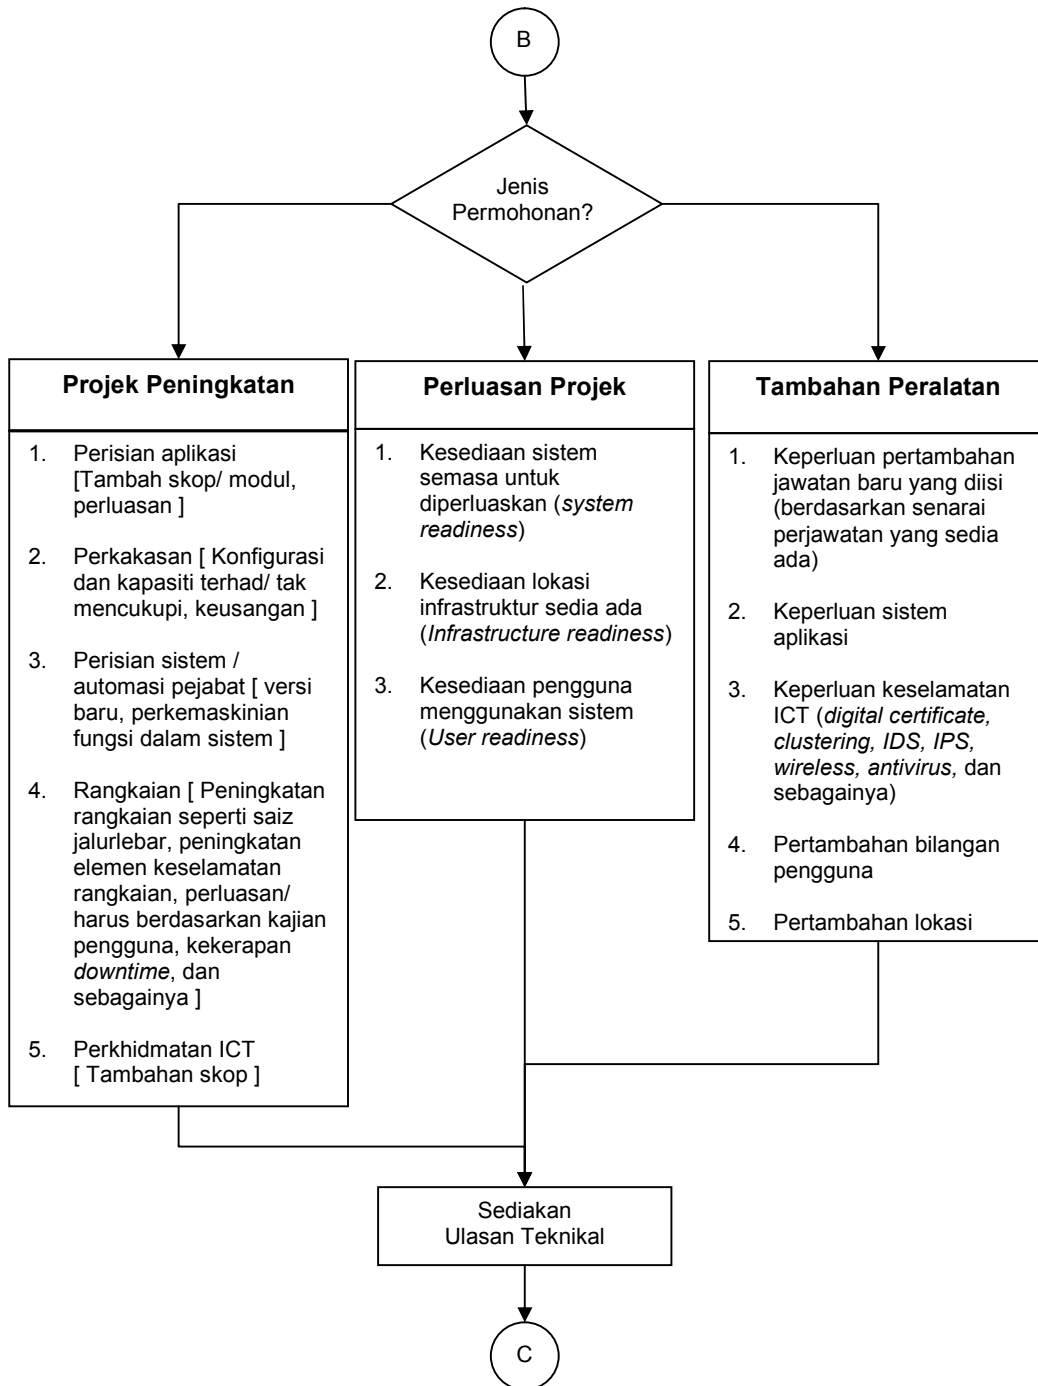 B
Jenis
Permohonan?
Projek Peningkatan
1. Perisian aplikasi
[Tambah skop/ modul,
perluasan ]
2. Perkakasan [ Konfigurasi
dan kapasiti terhad/ tak
mencukupi, keusangan ]
3. Perisian sistem /
automasi pejabat [ versi
baru, perkemaskinian
fungsi dalam sistem ]
4. Rangkaian [ Peningkatan
rangkaian seperti saiz
jalurlebar, peningkatan
elemen keselamatan
rangkaian, perluasan/
harus berdasarkan kajian
pengguna, kekerapan
downtime, dan
sebagainya ]
5. Perkhidmatan ICT
[ Tambahan skop ]
Perluasan Projek
1. Kesediaan sistem
semasa untuk
diperluaskan (system
readiness)
2. Kesediaan lokasi
infrastruktur sedia ada
(Infrastructure readiness)
3. Kesediaan pengguna
menggunakan sistem
(User readiness)
Tambahan Peralatan
1. Keperluan pertambahan
jawatan baru yang diisi
(berdasarkan senarai
perjawatan yang sedia
ada)
2. Keperluan sistem
aplikasi
3. Keperluan keselamatan
ICT (digital certificate,
clustering, IDS, IPS,
wireless, antivirus, dan
sebagainya)
4. Pertambahan bilangan
pengguna
5. Pertambahan lokasi
Sediakan
Ulasan Teknikal
C